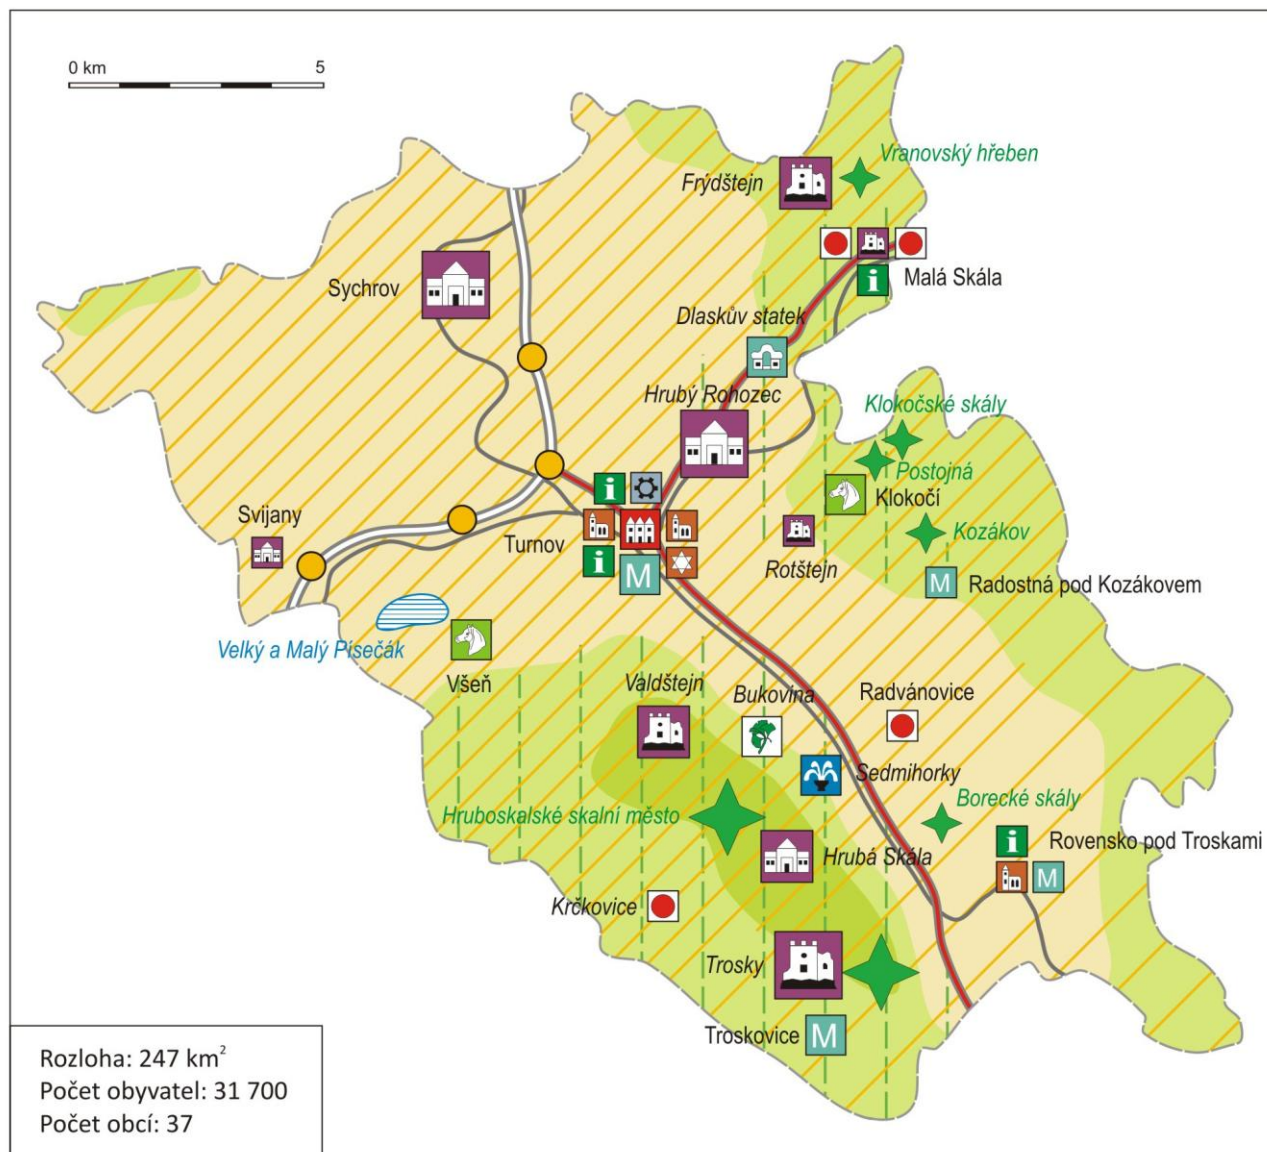 0 km 5
Vranovský hřeben
Frýdštejn
Malá Skála
Sychrov
Dlaskův statek
Hrubý Rohozec
Klokočské skály
Postojná
Klokočí
Svijany
Turnov
Kozákov
Rotštejn
Radostná pod Kozákovem
M
M
Velký a Malý Písečák
Všeň
Valdštejn
Bukovina
Radvánovice
Sedmihorky
Hruboskalské skalní město
Borecké skály
Rovensko pod Troskami
Hrubá Skála
M
Krčkovice
Trosky
Troskovice
M
Rozloha: 247 km²
Počet obyvatel: 31 700
Počet obcí: 37